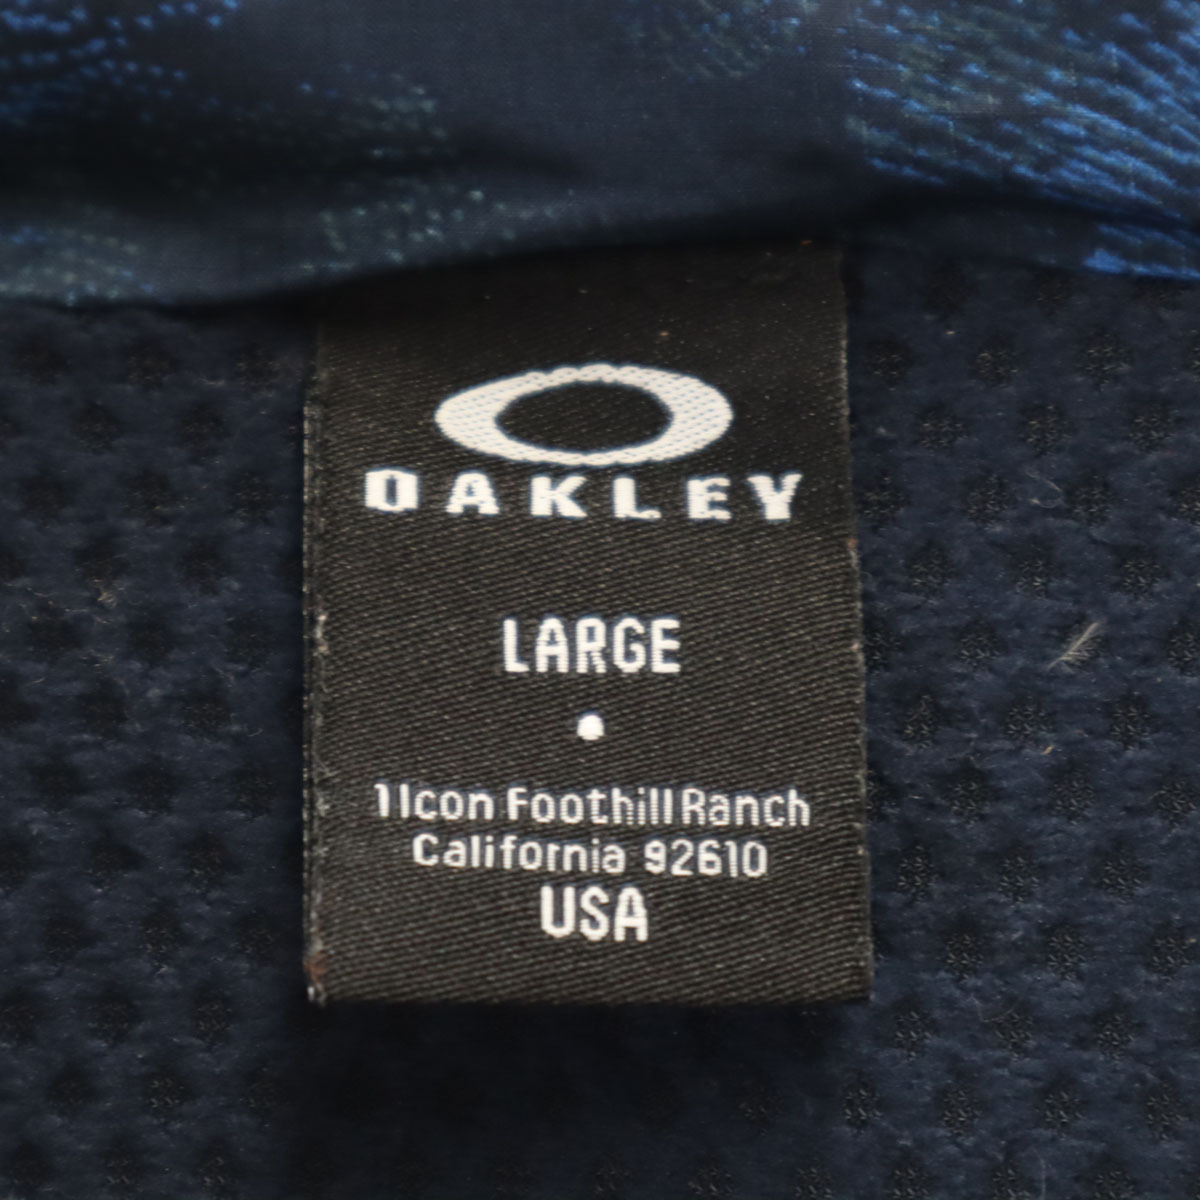 OAKLEY
LARGE
1 Icon Foothill Ranch
California 92610
USA